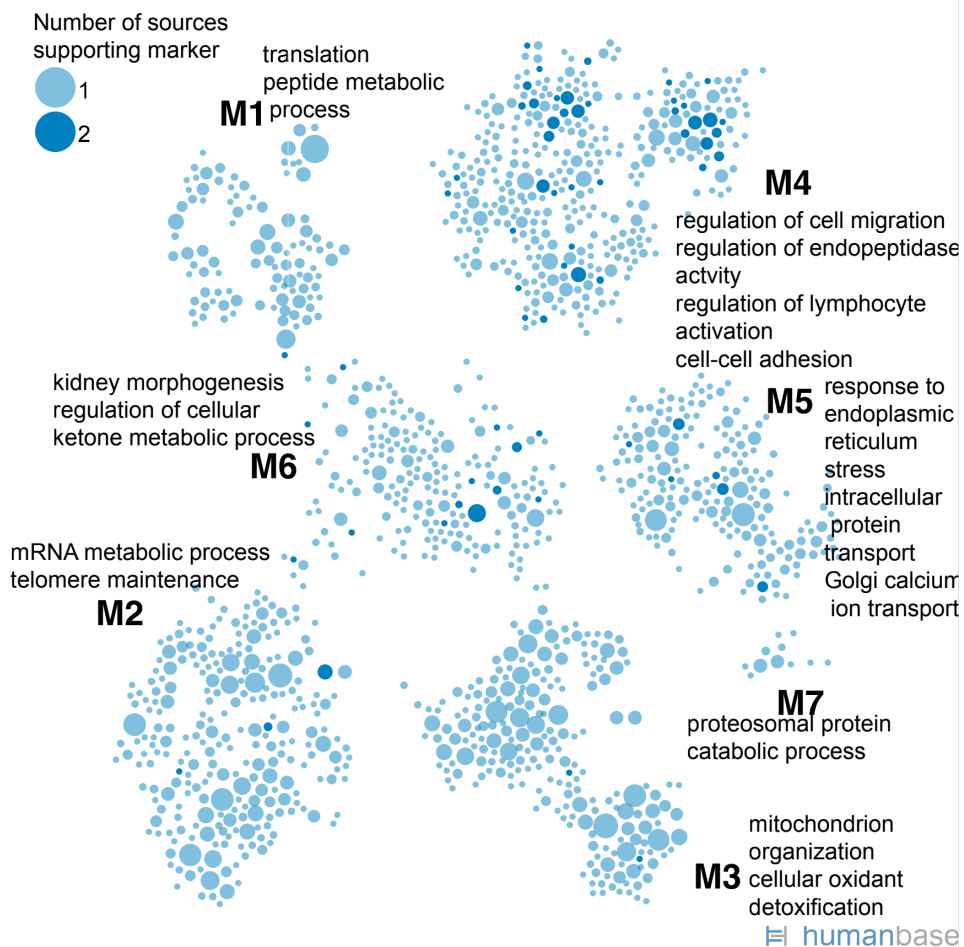 Number of sources
supporting marker
1
2
translation
peptide metabolic
process
M1
M4
regulation of cell migration
regulation of endopeptidase
actvity
regulation of lymphocyte
activation
cell-cell adhesion
kidney morphogenesis
regulation of cellular
ketone metabolic process
M6
M5
response to
endoplasmic
reticulum
stress
intracellular
protein
transport
Golgi calcium
ion transport
mRNA metabolic process
telomere maintenance
M2
M7
proteosomal protein
catabolic process
M3
mitochondrion
organization
cellular oxidant
detoxification
humanbase